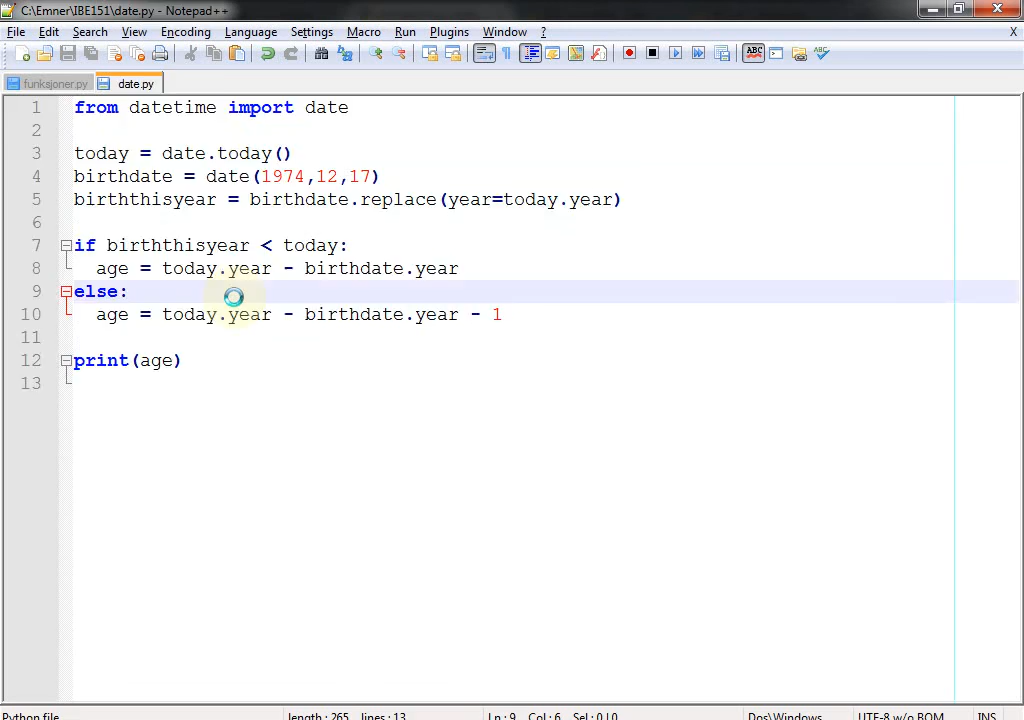 C:\Emner\IBE151\date.py - Notepad++
File Edit Search View Encoding Language Settings Macro Run Plugins Window ? X
ABC ABC
funksjoner.py date.py
1 from datetime import date
2
3 today = date.today()
4 birthdate = date(1974,12,17)
5 birththisyear = birthdate.replace(year=today.year)
6
7 if birththisyear < today:
8 age = today.year - birthdate.year
9 else:
10 age = today.year - birthdate.year - 1
11
12 print(age)
13
Python file length : 265 lines : 13 Ln : 9 Col : 6 Sel : 0 | 0 Dos\Windows UTF-8 w/o BOM INS